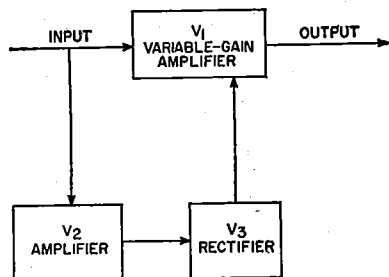 INPUT
V1
VARIABLE-GAIN
AMPLIFIER
OUTPUT
V2
AMPLIFIER
V3
RECTIFIER